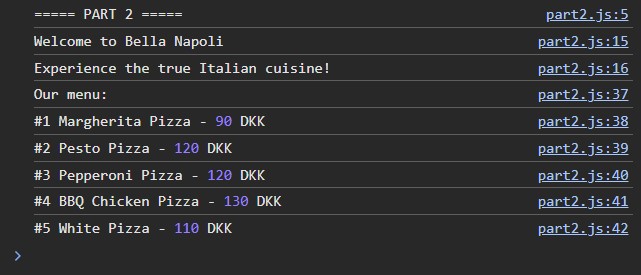 ===== PART 2 ===== part2.js:5
Welcome to Bella Napoli part2.js:15
Experience the true Italian cuisine! part2.js:16
Our menu: part2.js:37
#1 Margherita Pizza - 90 DKK part2.js:38
#2 Pesto Pizza - 120 DKK part2.js:39
#3 Pepperoni Pizza - 120 DKK part2.js:40
#4 BBQ Chicken Pizza - 130 DKK part2.js:41
#5 White Pizza - 110 DKK part2.js:42
>